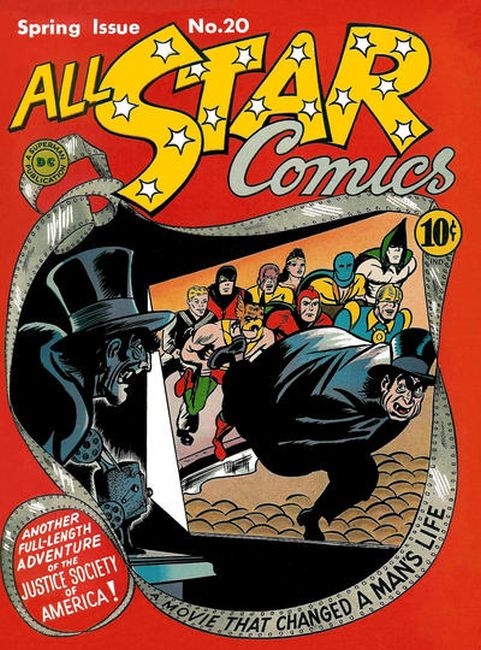 Spring Issue No.20
ALL STAR
Comics
A SUPERMAN
DC
PUBLICATION
10¢
IND.
ANOTHER
FULL-LENGTH
ADVENTURE
OF THE
JUSTICE SOCIETY
OF
AMERICA!
A MOVIE THAT CHANGED A MAN'S LIFE